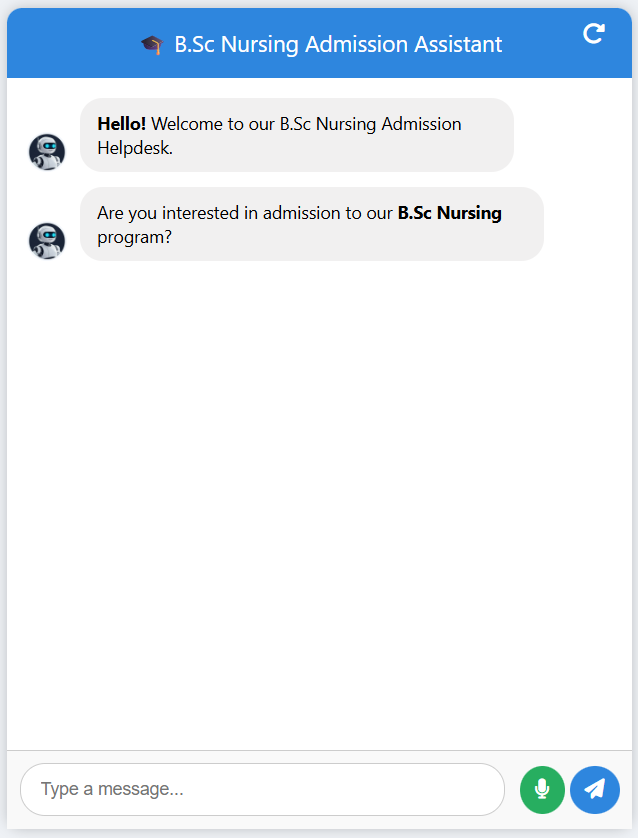 B.Sc Nursing Admission Assistant
Hello! Welcome to our B.Sc Nursing Admission
Helpdesk.
Are you interested in admission to our B.Sc Nursing
program?
Type a message...